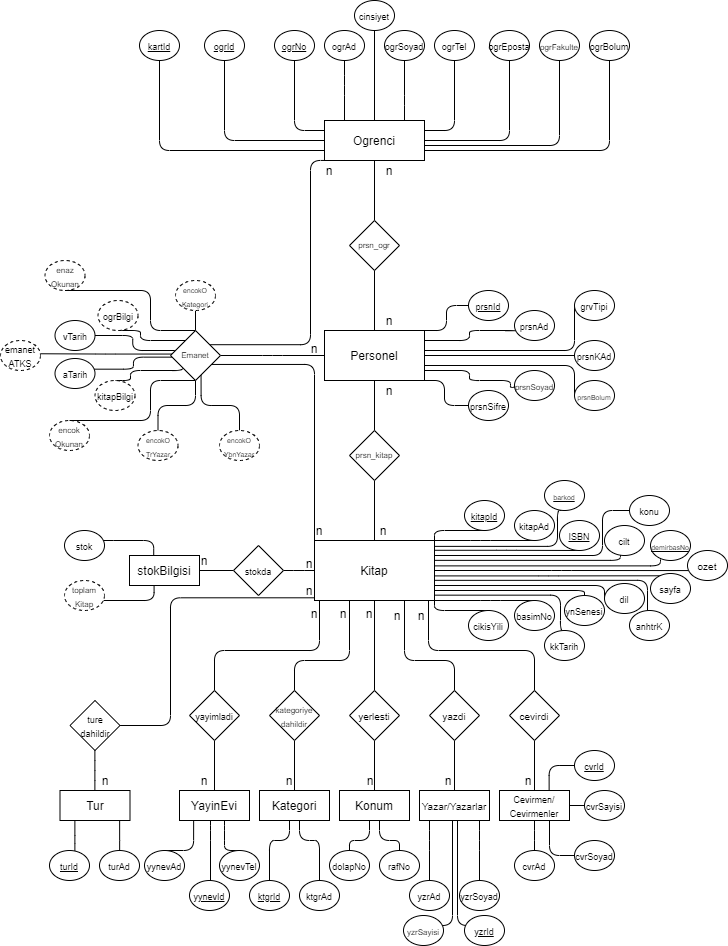 cinsiyet
kartId
ogrId
ogrNo
ogrAd
ogrSoyad
ogrTel
ogrEposta
ogrFakulte
ogrBolum
Ogrenci
n
n
prsn_ogr
enaz
Okunan
encokO
Kategori
ogrBilgi
vTarih
emanet
ATKS
aTarih
kitapBilgi
encok
Okunan
encokO
TrYazar
encokO
YbnYazar
Emanet
n
n
Personel
prsnId
prsnAd
grvTipi
prsnKAd
prsnSoyad
prsnBolum
prsnSifre
n
prsn_kitap
n
n
kitapId
kitapAd
barkod
ISBN
konu
cilt
demirbasNo
ozet
sayfa
anhtrK
dil
ynSenesi
kkTarih
basimNo
cikisYili
stok
toplam
Kitap
stokBilgisi
n
stokda
n
Kitap
n
n
n
n
n
n
ture
dahildir
yayimladi
kategoriye
dahildir
yerlesti
yazdi
cevirdi
n
n
n
n
n
n
Tur
YayinEvi
Kategori
Konum
Yazar/Yazarlar
Cevirmen/
Cevirmenler
cvrId
cvrSayisi
cvrSoyad
cvrAd
turId
turAd
yynevAd
yynevId
yynevTel
ktgrId
ktgrAd
dolapNo
rafNo
yzrAd
yzrSoyad
yzrSayisi
yzrId